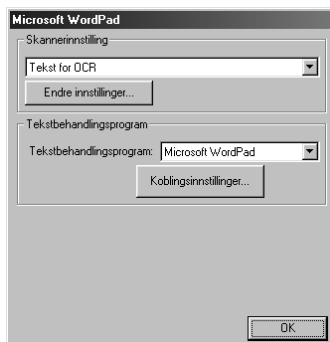 Microsoft WordPad
Skannerinnstilling
Tekst for OCR
Endre innstillinger...
Tekstbehandlingsprogram
Tekstbehandlingsprogram: Microsoft WordPad
Koblingsinnstillinger...
OK